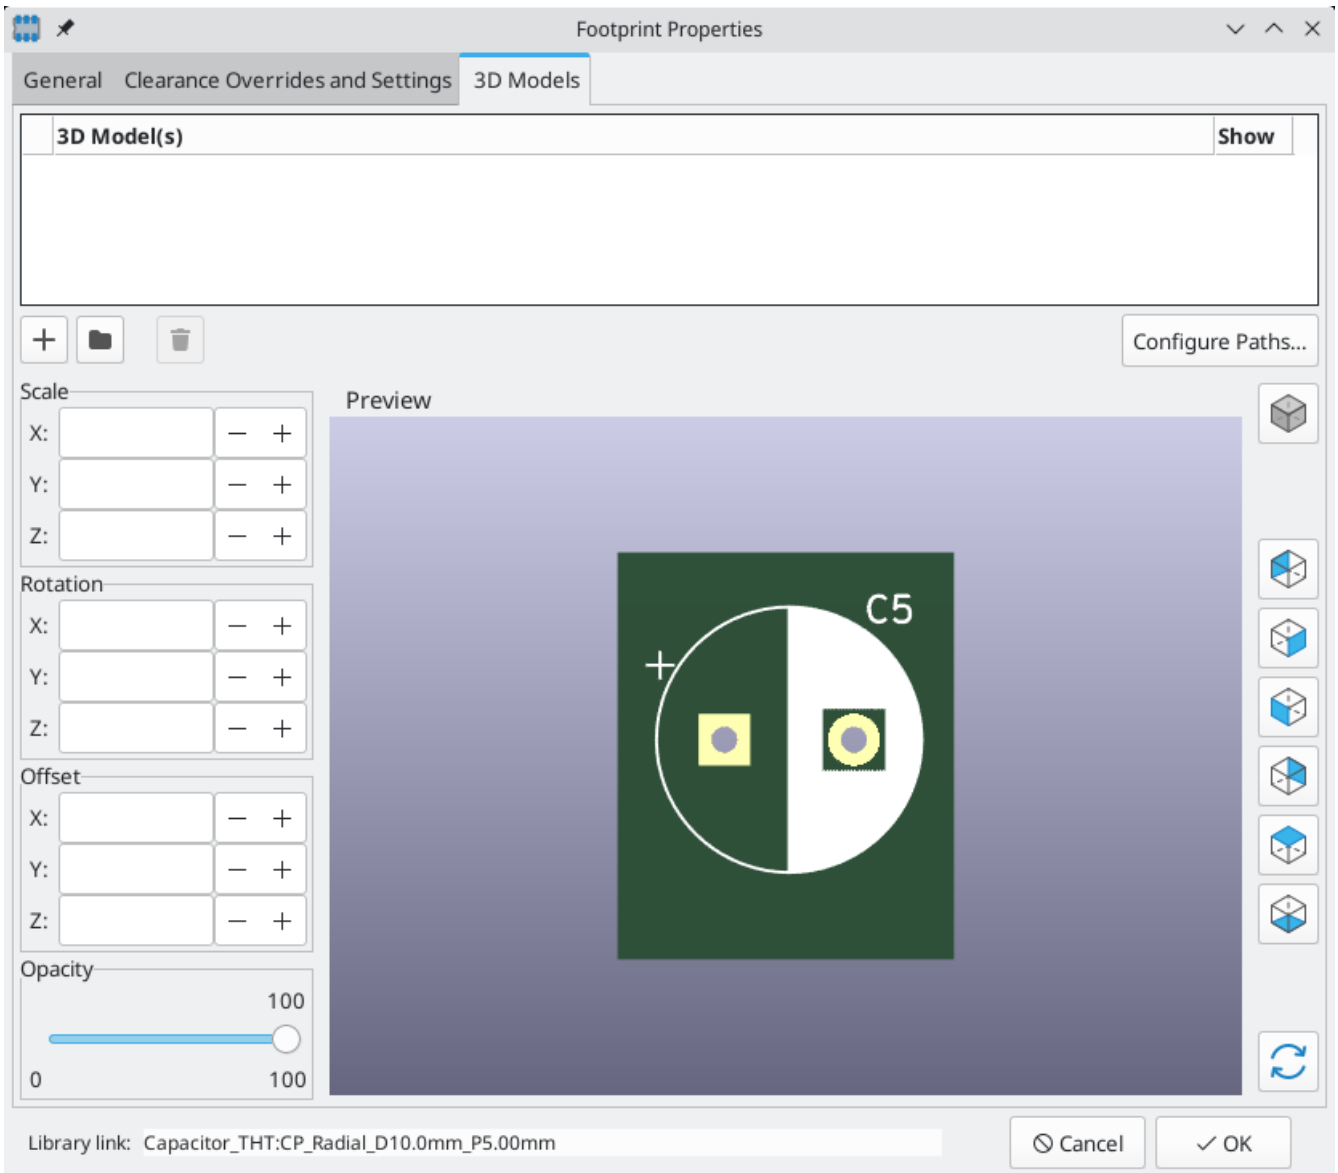 Footprint Properties
General Clearance Overrides and Settings 3D Models
3D Model(s) Show
Configure Paths...
Scale
X:
Y:
Z:
Rotation
X:
Y:
Z:
Offset
X:
Y:
Z:
Opacity
100
0 100
Preview
C5
+
Library link: Capacitor_THT:CP_Radial_D10.0mm_P5.00mm
Cancel OK